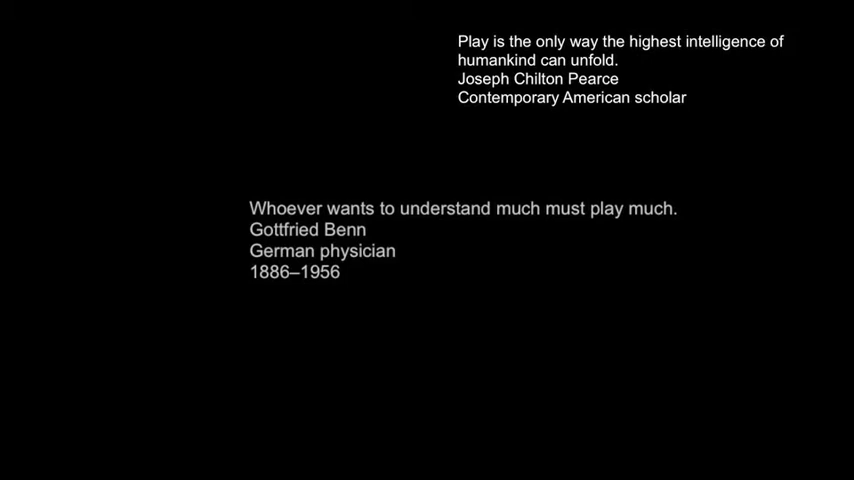 Play is the only way the highest intelligence of
humankind can unfold.
Joseph Chilton Pearce
Contemporary American scholar
Whoever wants to understand much must play much.
Gottfried Benn
German physician
1886–1956